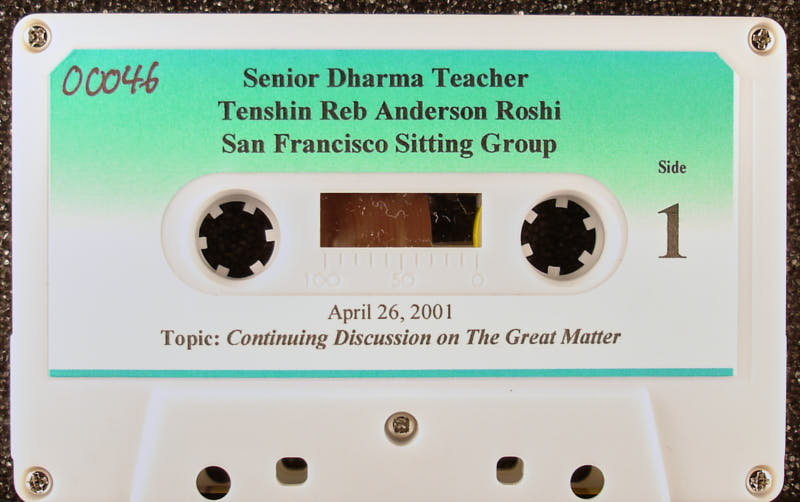 00046
Senior Dharma Teacher
Tenshin Reb Anderson Roshi
San Francisco Sitting Group
Side
1
100 50 0
April 26, 2001
Topic: Continuing Discussion on The Great Matter